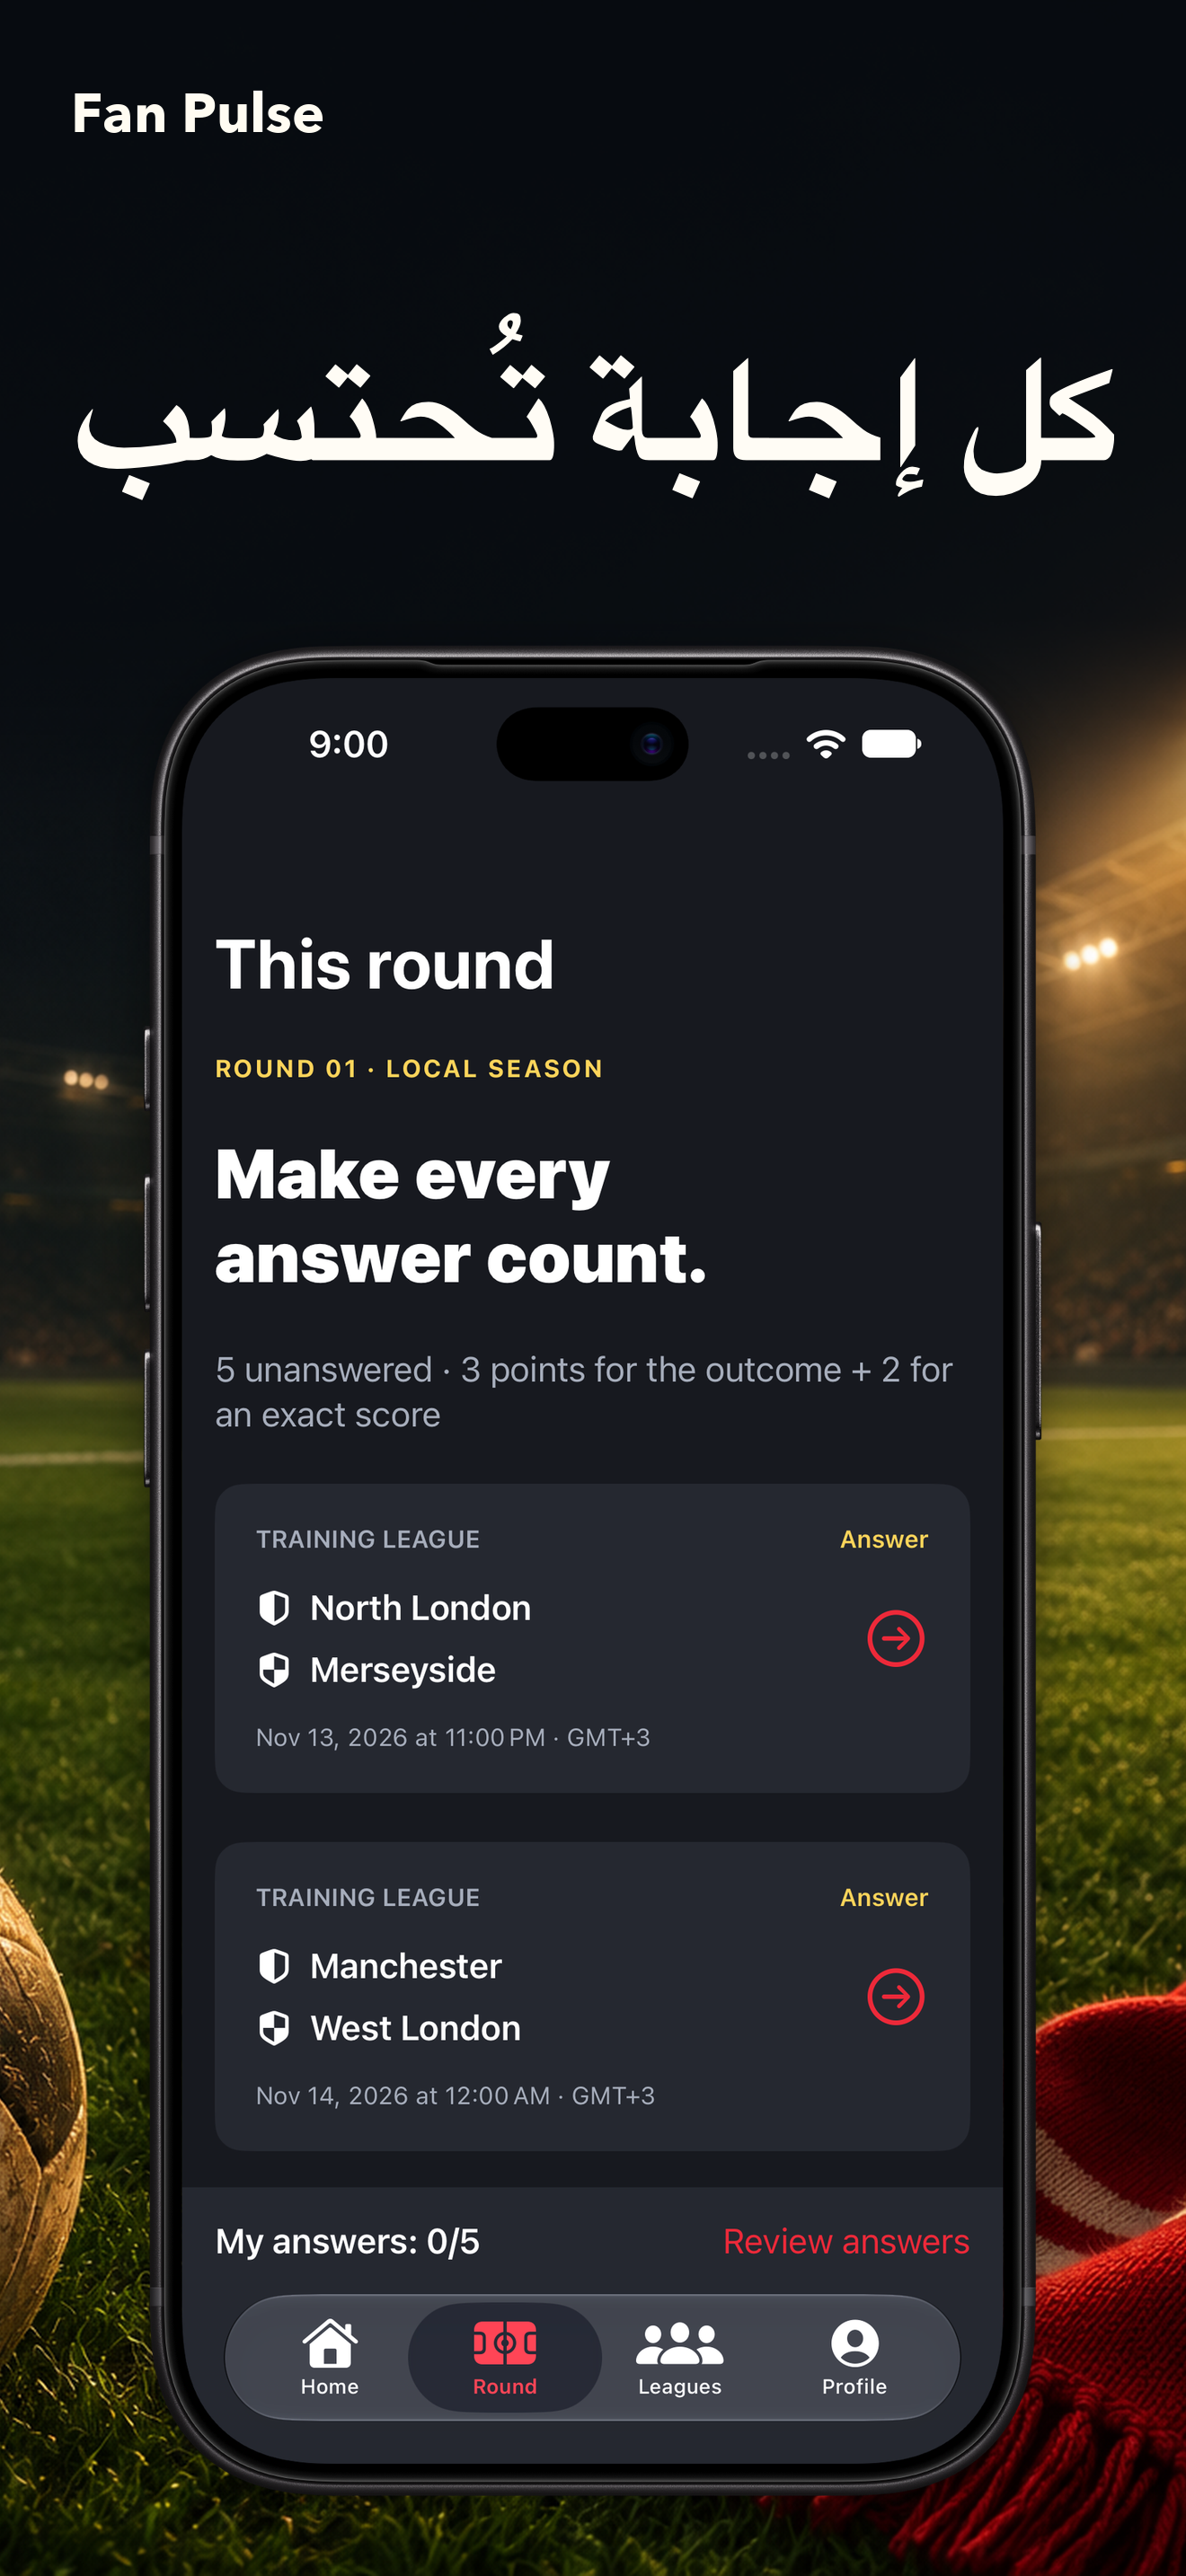 Fan Pulse
كل إجابة تُحتسب
9:00
This round
ROUND 01 · LOCAL SEASON
Make every
answer count.
5 unanswered · 3 points for the outcome + 2 for
an exact score
TRAINING LEAGUE
Answer
North London
Merseyside
Nov 13, 2026 at 11:00 PM · GMT+3
TRAINING LEAGUE
Answer
Manchester
West London
Nov 14, 2026 at 12:00 AM · GMT+3
My answers: 0/5
Review answers
Home
Round
Leagues
Profile